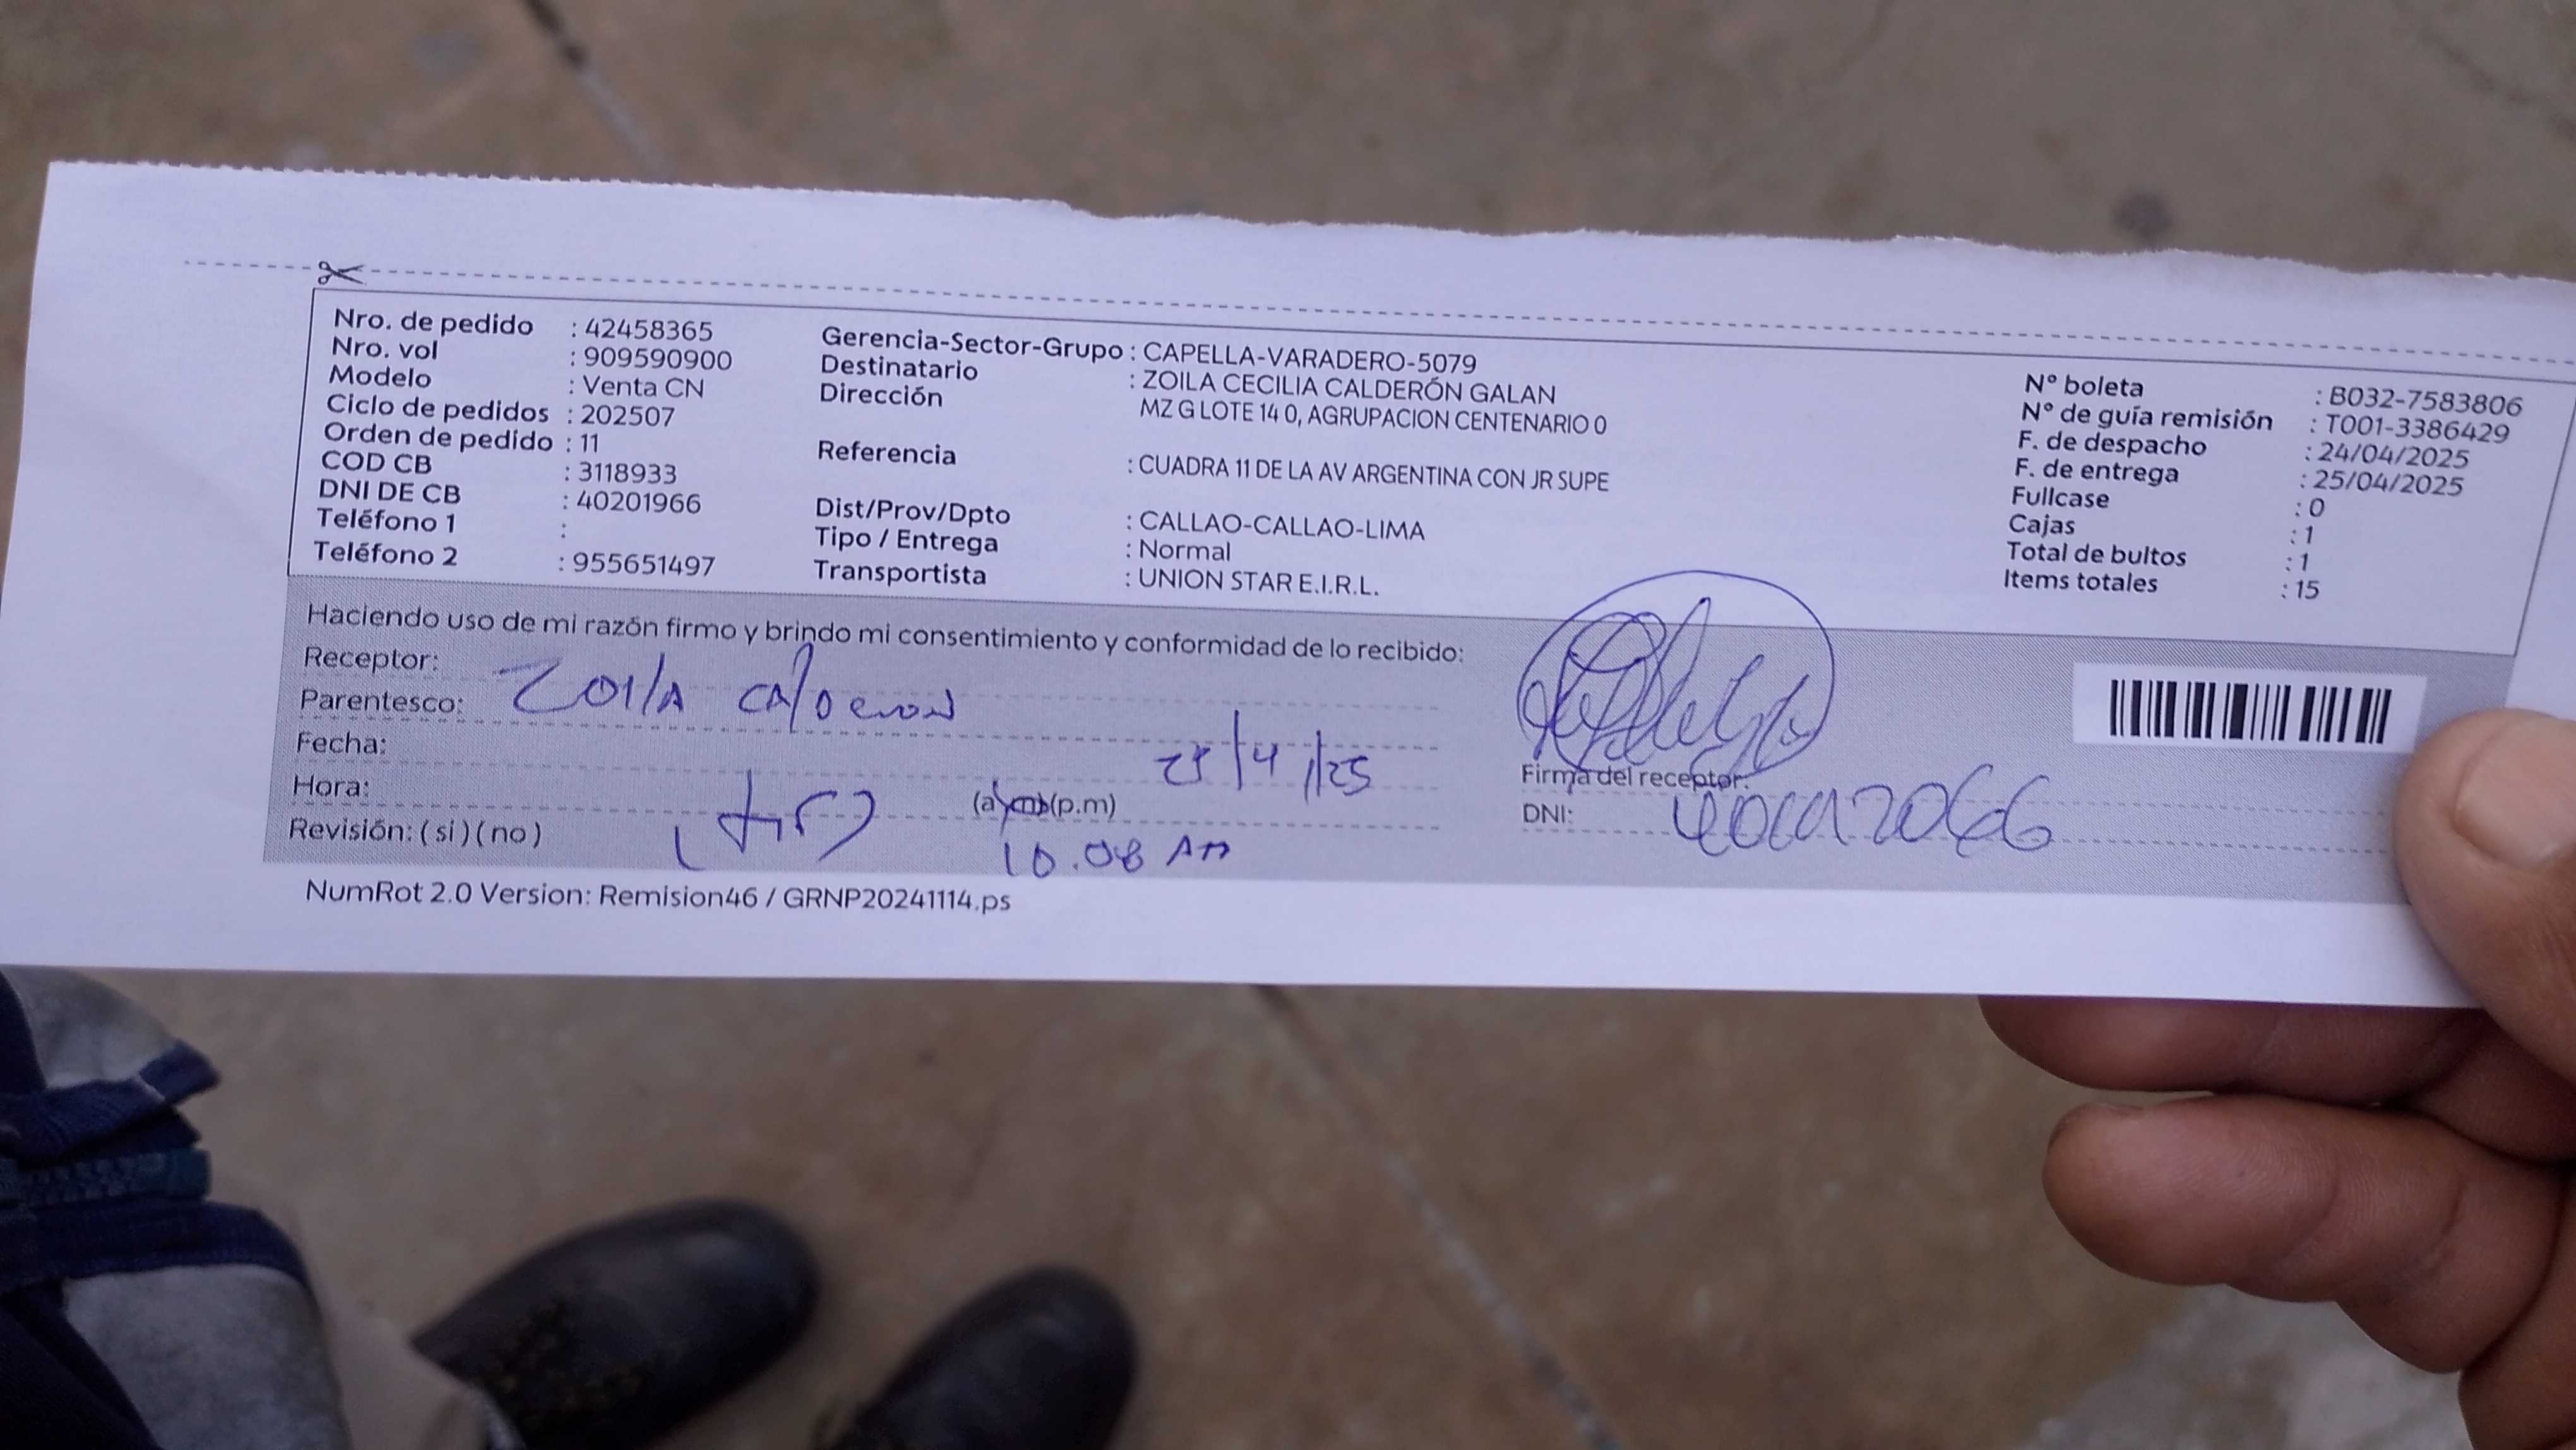 Nro. de pedido : 42458365
Nro. vol : 909590900
Modelo : Venta CN
Ciclo de pedidos : 202507
Orden de pedido : 11
COD CB : 3118933
DNI DE CB : 40201966
Teléfono 1 :
Teléfono 2 : 955651497
Gerencia-Sector-Grupo : CAPELLA-VARADERO-5079
Destinatario : ZOILA CECILIA CALDERÓN GALAN
Dirección MZ G LOTE 14 0, AGRUPACION CENTENARIO 0
Referencia : CUADRA 11 DE LA AV ARGENTINA CON JR SUPE
Dist/Prov/Dpto : CALLAO-CALLAO-LIMA
Tipo / Entrega : Normal
Transportista : UNION STAR E.I.R.L.
N° boleta : B032-7583806
N° de guía remisión : T001-3386429
F. de despacho : 24/04/2025
F. de entrega : 25/04/2025
Fullcase : 0
Cajas : 1
Total de bultos : 1
Items totales : 15
Haciendo uso de mi razón firmo y brindo mi consentimiento y conformidad de lo recibido:
Receptor: ZOIlA CAlDERON
Parentesco:
Fecha: 25/4/25
Hora: (a.m)(p.m)
10.08 AM
Revisión: ( si ) ( no )
Firma del receptor:
DNI:
NumRot 2.0 Version: Remision46 / GRNP20241114.ps